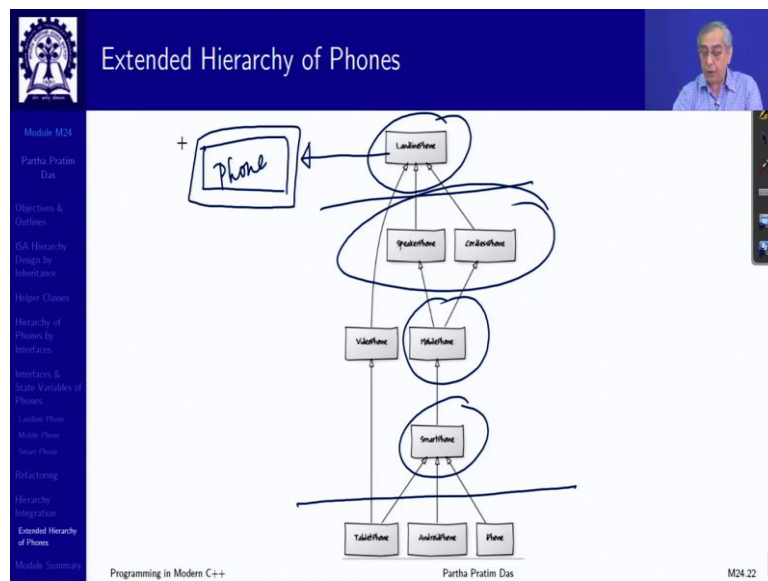 Extended Hierarchy of Phones
Module M24
Partha Pratim
Das
Objectives &
Outlines
ISA Hierarchy
Design by
Inheritance
Helper Classes
Hierarchy of
Phones by
Interfaces
Interfaces &
State Variables of
Phones
Landline Phone
Mobile Phone
Smart Phone
Refactoring
Hierarchy
Integration
Extended Hierarchy
of Phones
Module Summary
Phone
LandlinePhone
SpeakerPhone
CordlessPhone
VideoPhone
MobilePhone
SmartPhone
TabletPhone
AndroidPhone
iPhone
Programming in Modern C++
Partha Pratim Das
M24.22